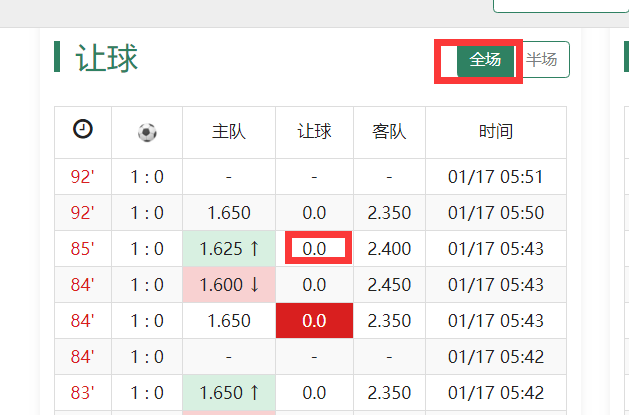 让球
全场 半场
主队 让球 客队 时间
92' 1 : 0 - - - 01/17 05:51
92' 1 : 0 1.650 0.0 2.350 01/17 05:50
85' 1 : 0 1.625 ↑ 0.0 2.400 01/17 05:43
84' 1 : 0 1.600 ↓ 0.0 2.450 01/17 05:43
84' 1 : 0 1.650 0.0 2.350 01/17 05:43
84' 1 : 0 - - - 01/17 05:42
83' 1 : 0 1.650 ↑ 0.0 2.350 01/17 05:42